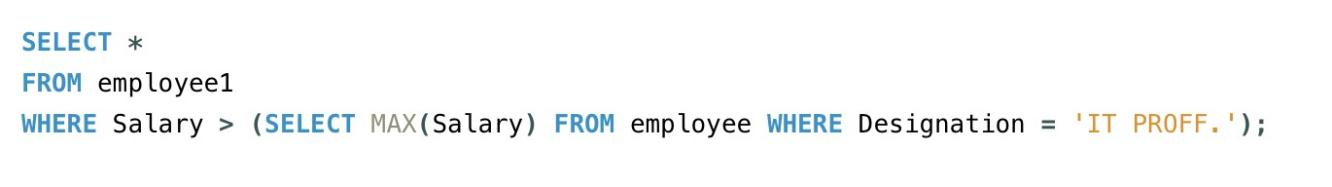 SELECT *
FROM employee1
WHERE Salary > (SELECT MAX(Salary) FROM employee WHERE Designation = 'IT PROFF.');